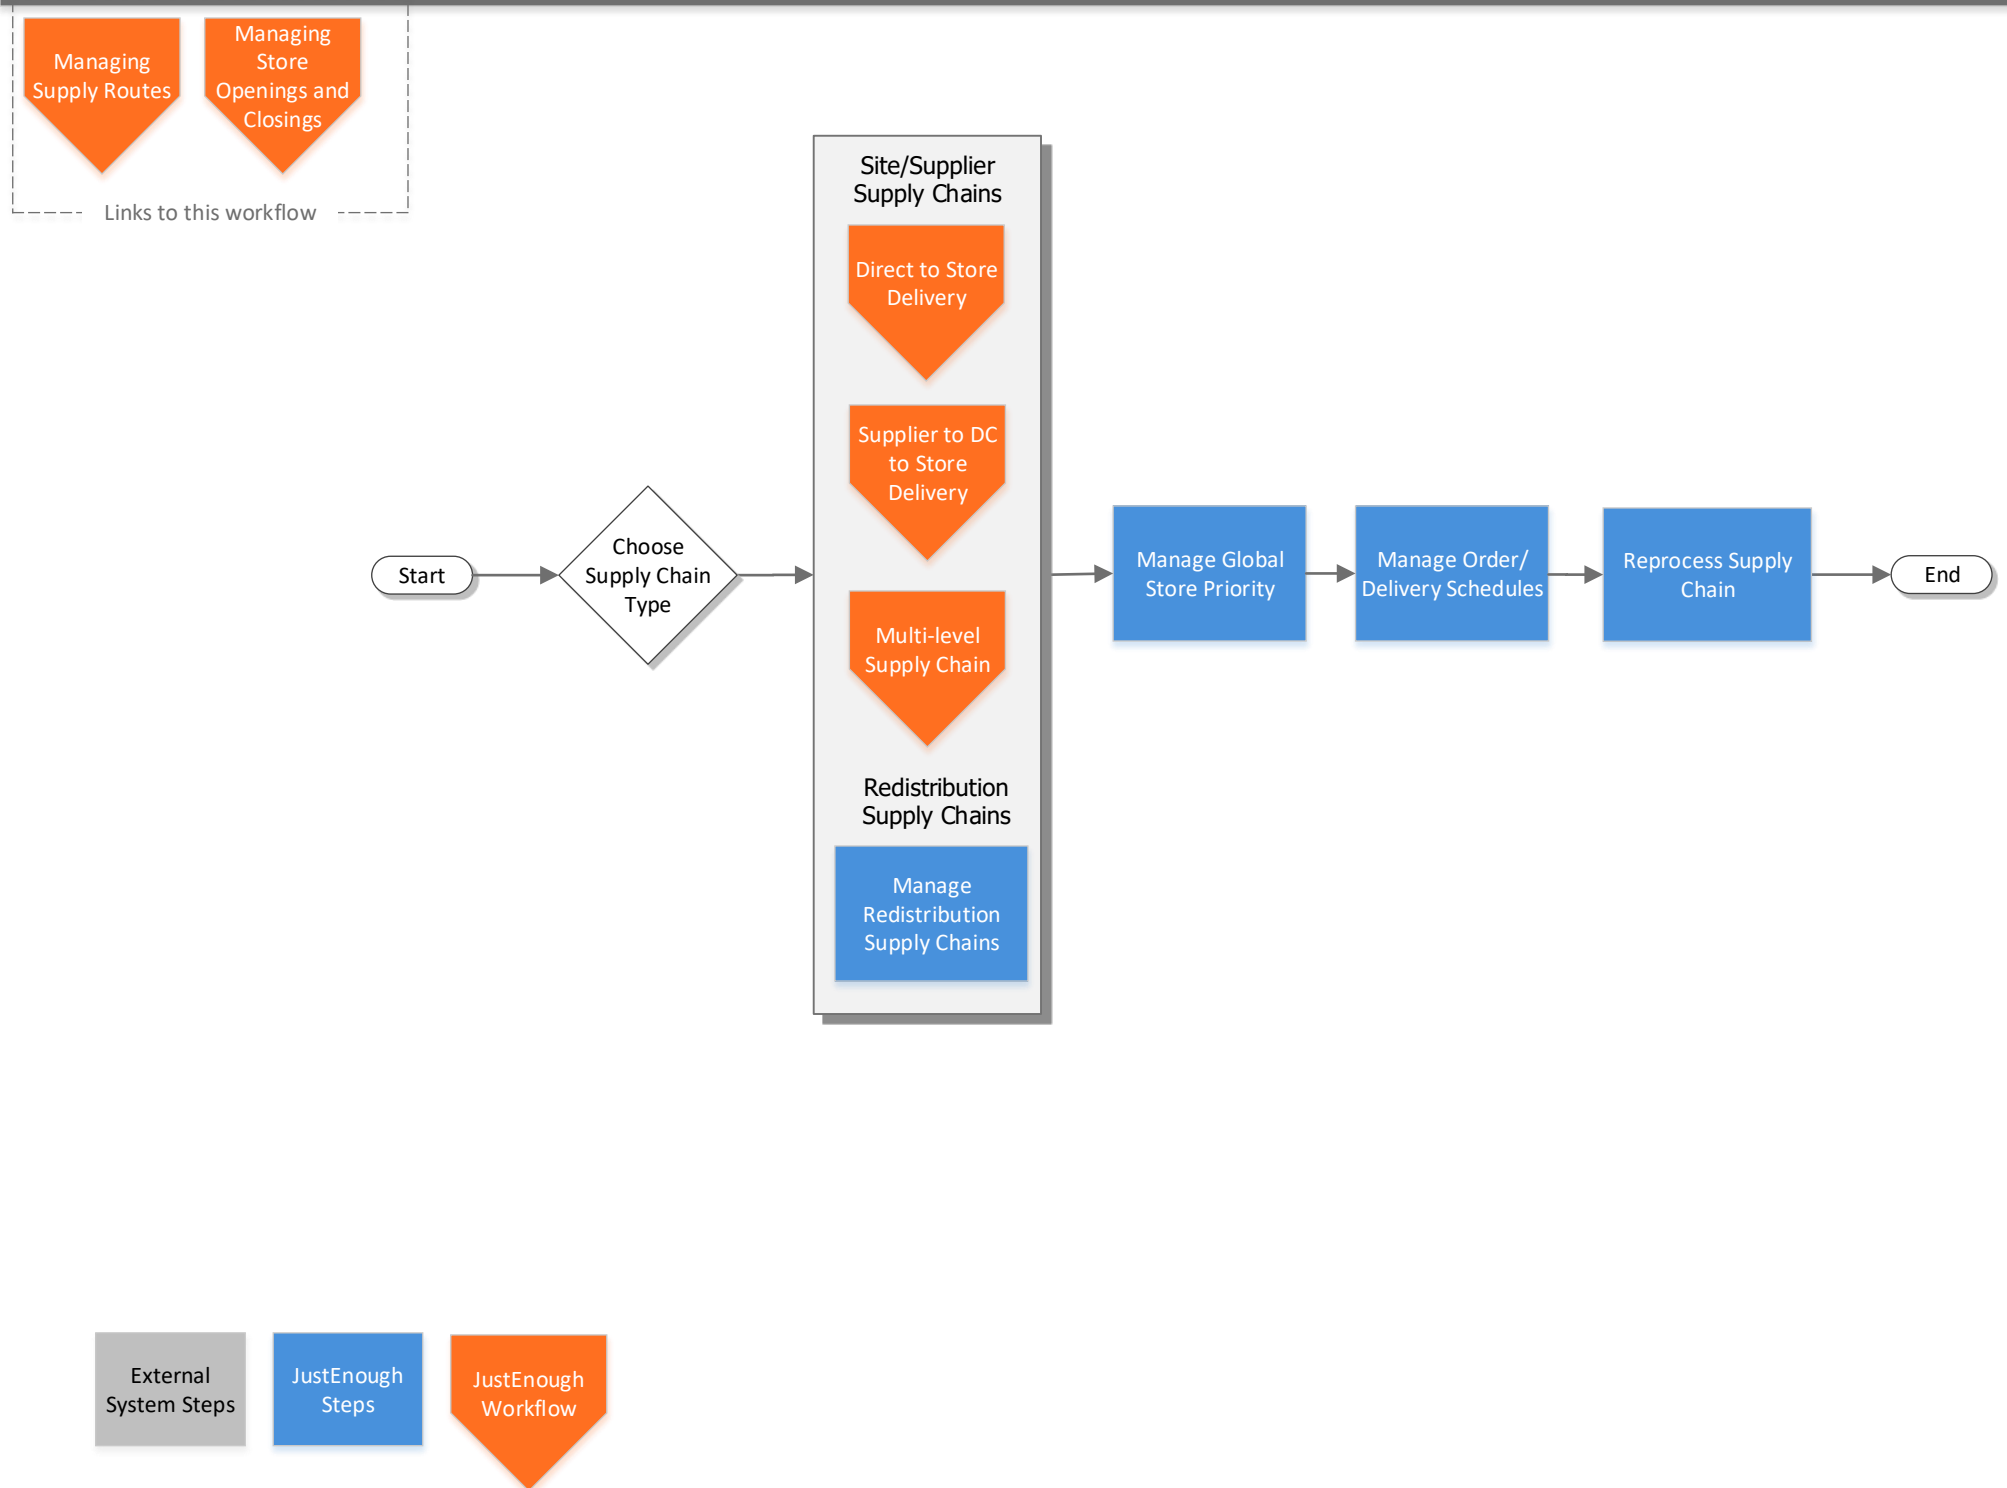 Managing
Supply Routes
Managing
Store
Openings and
Closings
Links to this workflow
Start
Choose
Supply Chain
Type
Site/Supplier
Supply Chains
Direct to Store
Delivery
Supplier to DC
to Store
Delivery
Multi-level
Supply Chain
Redistribution
Supply Chains
Manage
Redistribution
Supply Chains
Manage Global
Store Priority
Manage Order/
Delivery Schedules
Reprocess Supply
Chain
End
External
System Steps
JustEnough
Steps
JustEnough
Workflow